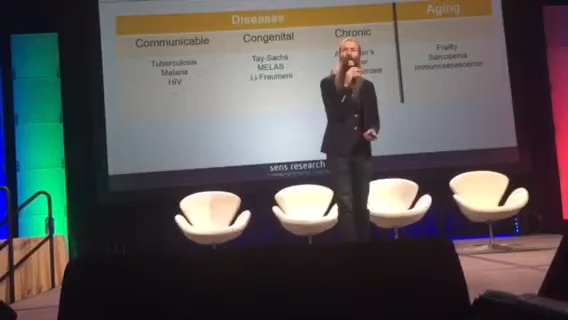 Diseases
Aging
Communicable
Congenital
Chronic
Tuberculosis
Malaria
HIV
Tay-Sachs
MELAS
Li-Fraumeni
Frailty
Sarcopenia
Immunosenescence
sens research